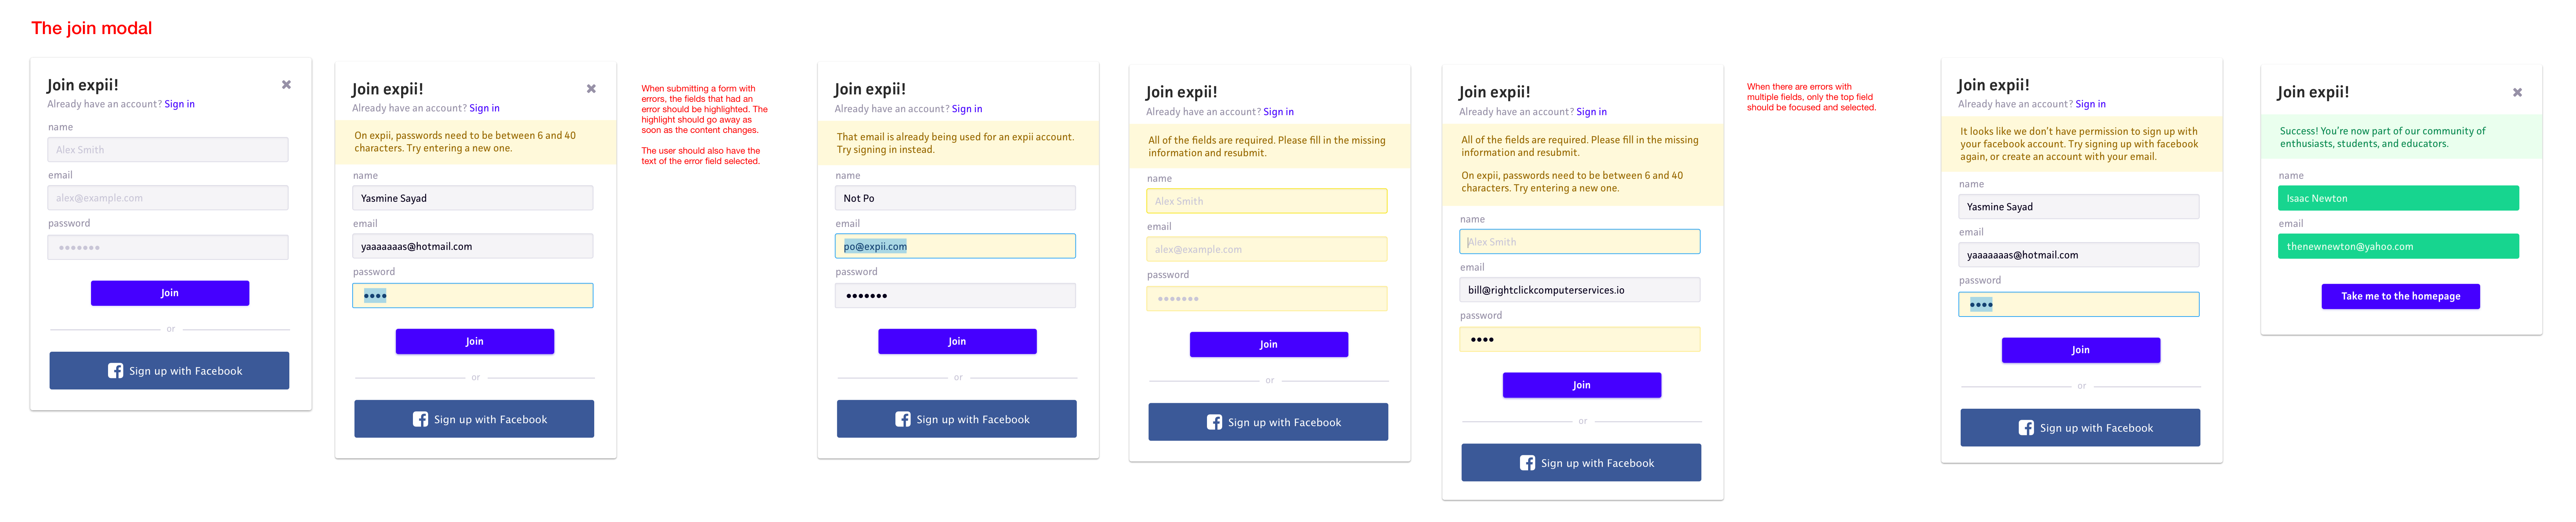 The join modal
Join expii!
Already have an account? Sign in
name
Alex Smith
email
alex@example.com
password
Join
or
Sign up with Facebook
Join expii!
Already have an account? Sign in
On expii, passwords need to be between 6 and 40
characters. Try entering a new one.
name
Yasmine Sayad
email
yaaaaaaas@hotmail.com
password
Join
or
Sign up with Facebook
When submitting a form with
errors, the fields that had an
error should be highlighted. The
highlight should go away as
soon as the content changes.
The user should also have the
text of the error field selected.
Join expii!
Already have an account? Sign in
That email is already being used for an expii account.
Try signing in instead.
name
Not Po
email
po@expii.com
password
Join
or
Sign up with Facebook
Join expii!
Already have an account? Sign in
All of the fields are required. Please fill in the missing
information and resubmit.
name
Alex Smith
email
alex@example.com
password
Join
or
Sign up with Facebook
Join expii!
Already have an account? Sign in
All of the fields are required. Please fill in the missing
information and resubmit.
On expii, passwords need to be between 6 and 40
characters. Try entering a new one.
name
Alex Smith
email
bill@rightclickcomputerservices.io
password
Join
or
Sign up with Facebook
When there are errors with
multiple fields, only the top field
should be focused and selected.
Join expii!
Already have an account? Sign in
It looks like we don't have permission to sign up with
your facebook account. Try signing up with facebook
again, or create an account with your email.
name
Yasmine Sayad
email
yaaaaaaas@hotmail.com
password
Join
or
Sign up with Facebook
Join expii!
Success! You're now part of our community of
enthusiasts, students, and educators.
name
Isaac Newton
email
thenewnewton@yahoo.com
Take me to the homepage